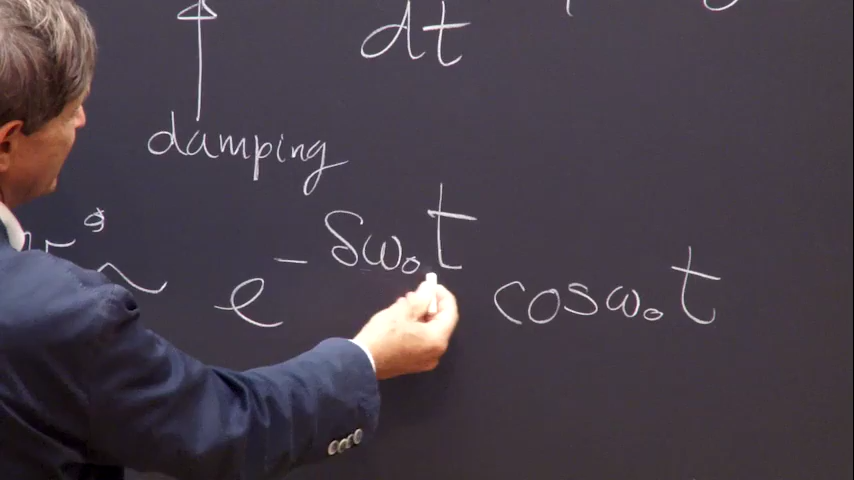 dt
damping
~ e^{-δω₀t} cos ω₀t